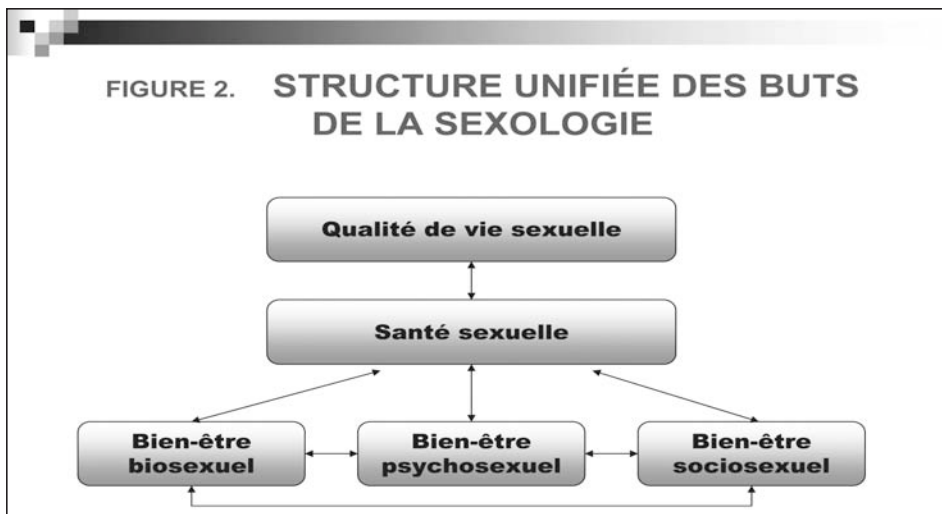 FIGURE 2. STRUCTURE UNIFIÉE DES BUTS
DE LA SEXOLOGIE
Qualité de vie sexuelle
Santé sexuelle
Bien-être
biosexuel
Bien-être
psychosexuel
Bien-être
sociosexuel